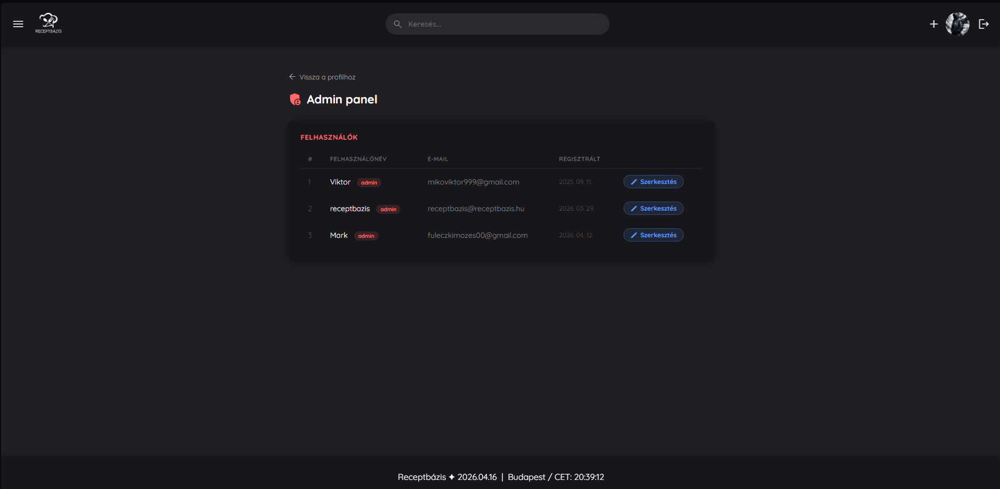 RECEPTBÁZIS
Keresés...
Vissza a profilhoz
Admin panel
FELHASZNÁLÓK
# FELHASZNÁLÓNÉV E-MAIL REGISZTRÁLT
1 Viktor admin mikoviktor999@gmail.com 2025. 09. 11. Szerkesztés
2 receptbazis admin receptbazis@receptbazis.hu 2026. 03. 29. Szerkesztés
3 Mark admin fuleczkimozes00@gmail.com 2026. 04. 12. Szerkesztés
Receptbázis ✦ 2026.04.16 | Budapest / CET: 20:39:12